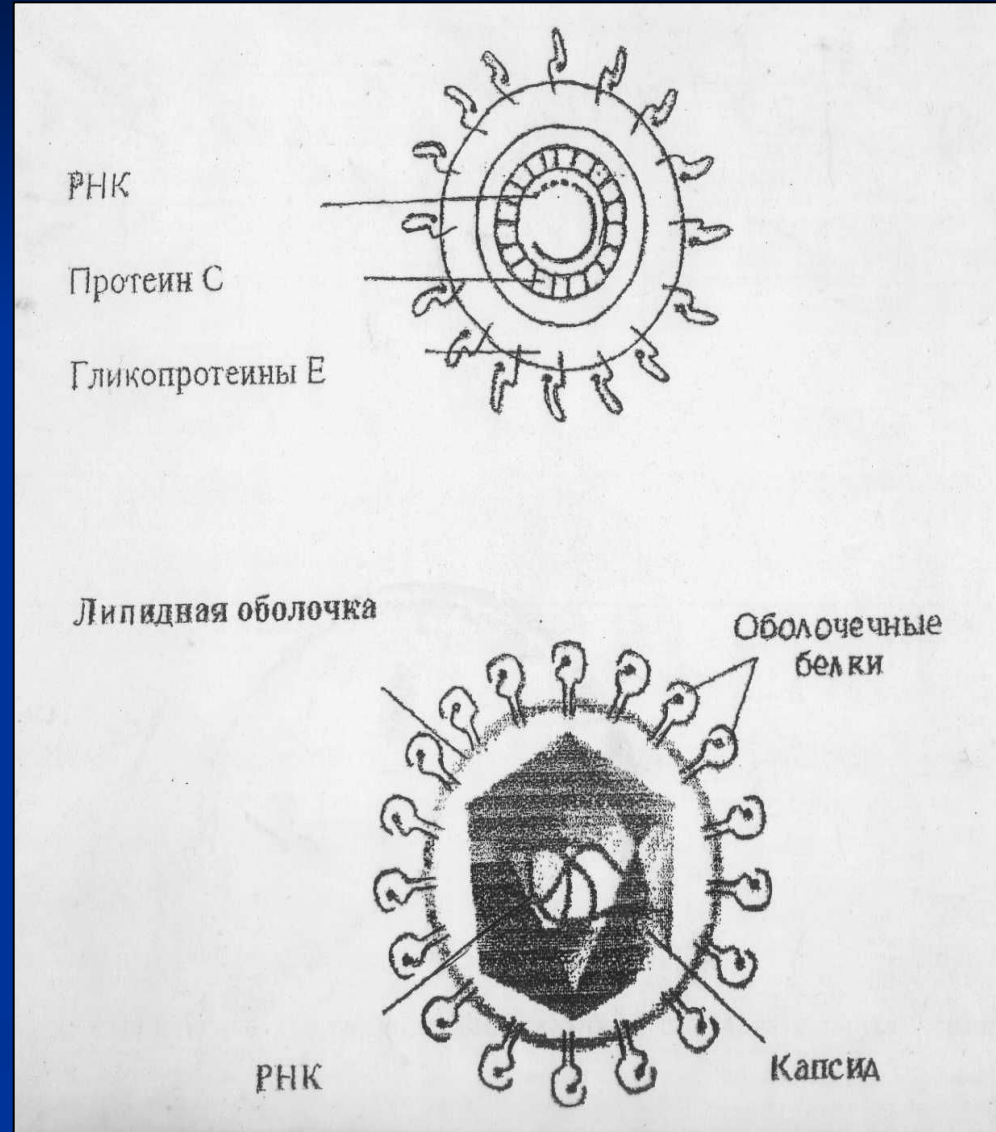 РНК
Протеин С
Гликопротеины Е
Липидная оболочка
Оболочечные
белки
РНК
Капсид